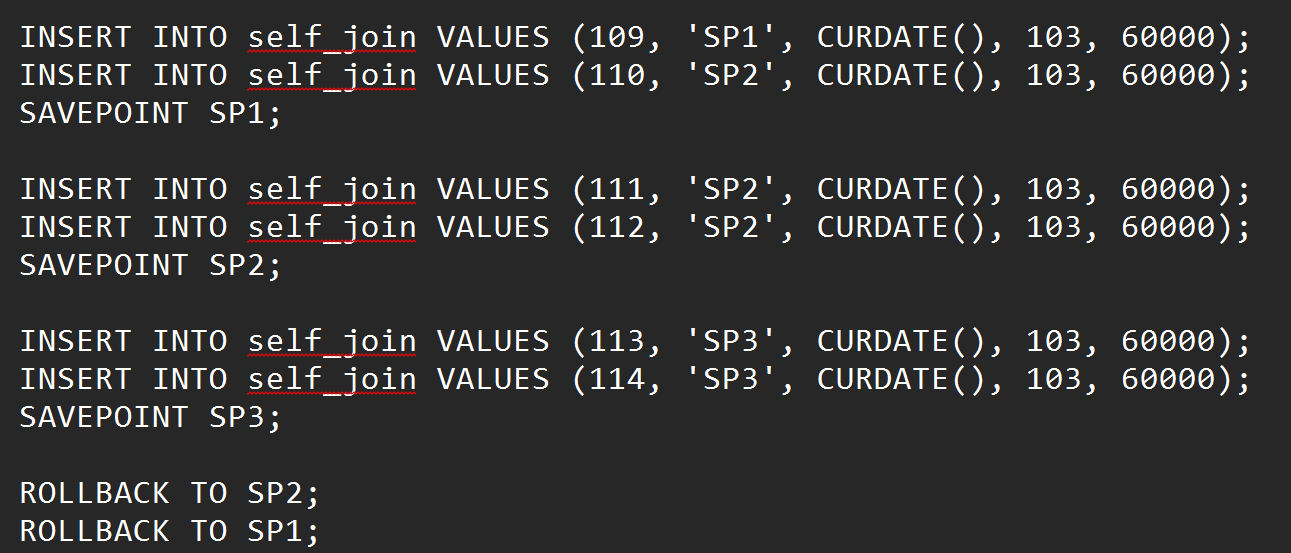 INSERT INTO self_join VALUES (109, 'SP1', CURDATE(), 103, 60000);
INSERT INTO self_join VALUES (110, 'SP2', CURDATE(), 103, 60000);
SAVEPOINT SP1;
INSERT INTO self_join VALUES (111, 'SP2', CURDATE(), 103, 60000);
INSERT INTO self_join VALUES (112, 'SP2', CURDATE(), 103, 60000);
SAVEPOINT SP2;
INSERT INTO self_join VALUES (113, 'SP3', CURDATE(), 103, 60000);
INSERT INTO self_join VALUES (114, 'SP3', CURDATE(), 103, 60000);
SAVEPOINT SP3;
ROLLBACK TO SP2;
ROLLBACK TO SP1;